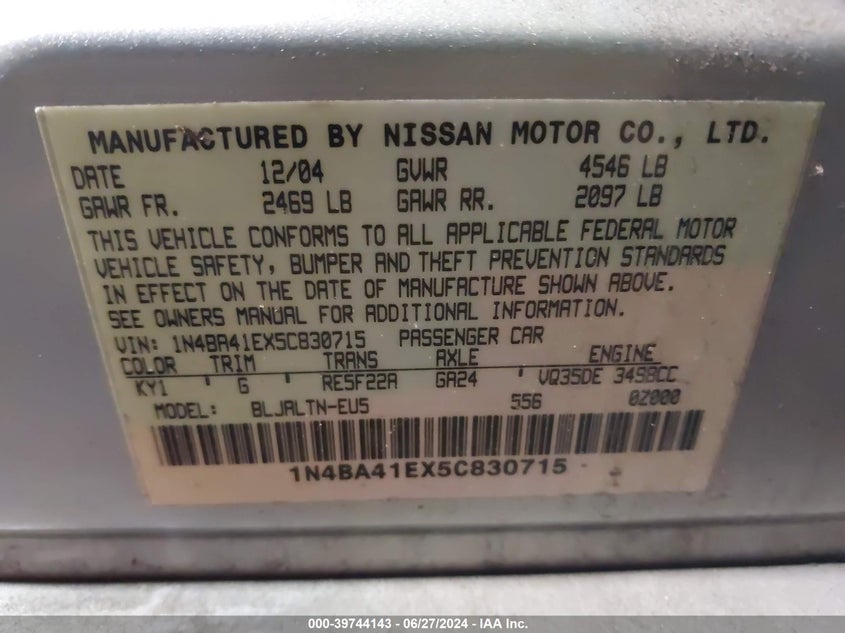 MANUFACTURED BY NISSAN MOTOR CO., LTD.
DATE 12/04 GVWR 4546 LB
GAWR FR. 2469 LB GAWR RR. 2097 LB
THIS VEHICLE CONFORMS TO ALL APPLICABLE FEDERAL MOTOR
VEHICLE SAFETY, BUMPER AND THEFT PREVENTION STANDARDS
IN EFFECT ON THE DATE OF MANUFACTURE SHOWN ABOVE.
SEE OWNERS MANUAL FOR ADDITIONAL INFORMATION.
VIN: 1N4BA41EX5C830715 PASSENGER CAR
COLOR TRIM TRANS AXLE ENGINE
KY1 ' G ' RE5F22A GA24 ' VQ35DE 3498CC
MODEL: BLJALTN-EU5 556 0Z000
1N4BA41EX5C830715
000-39744143 - 06/27/2024 - IAA Inc.